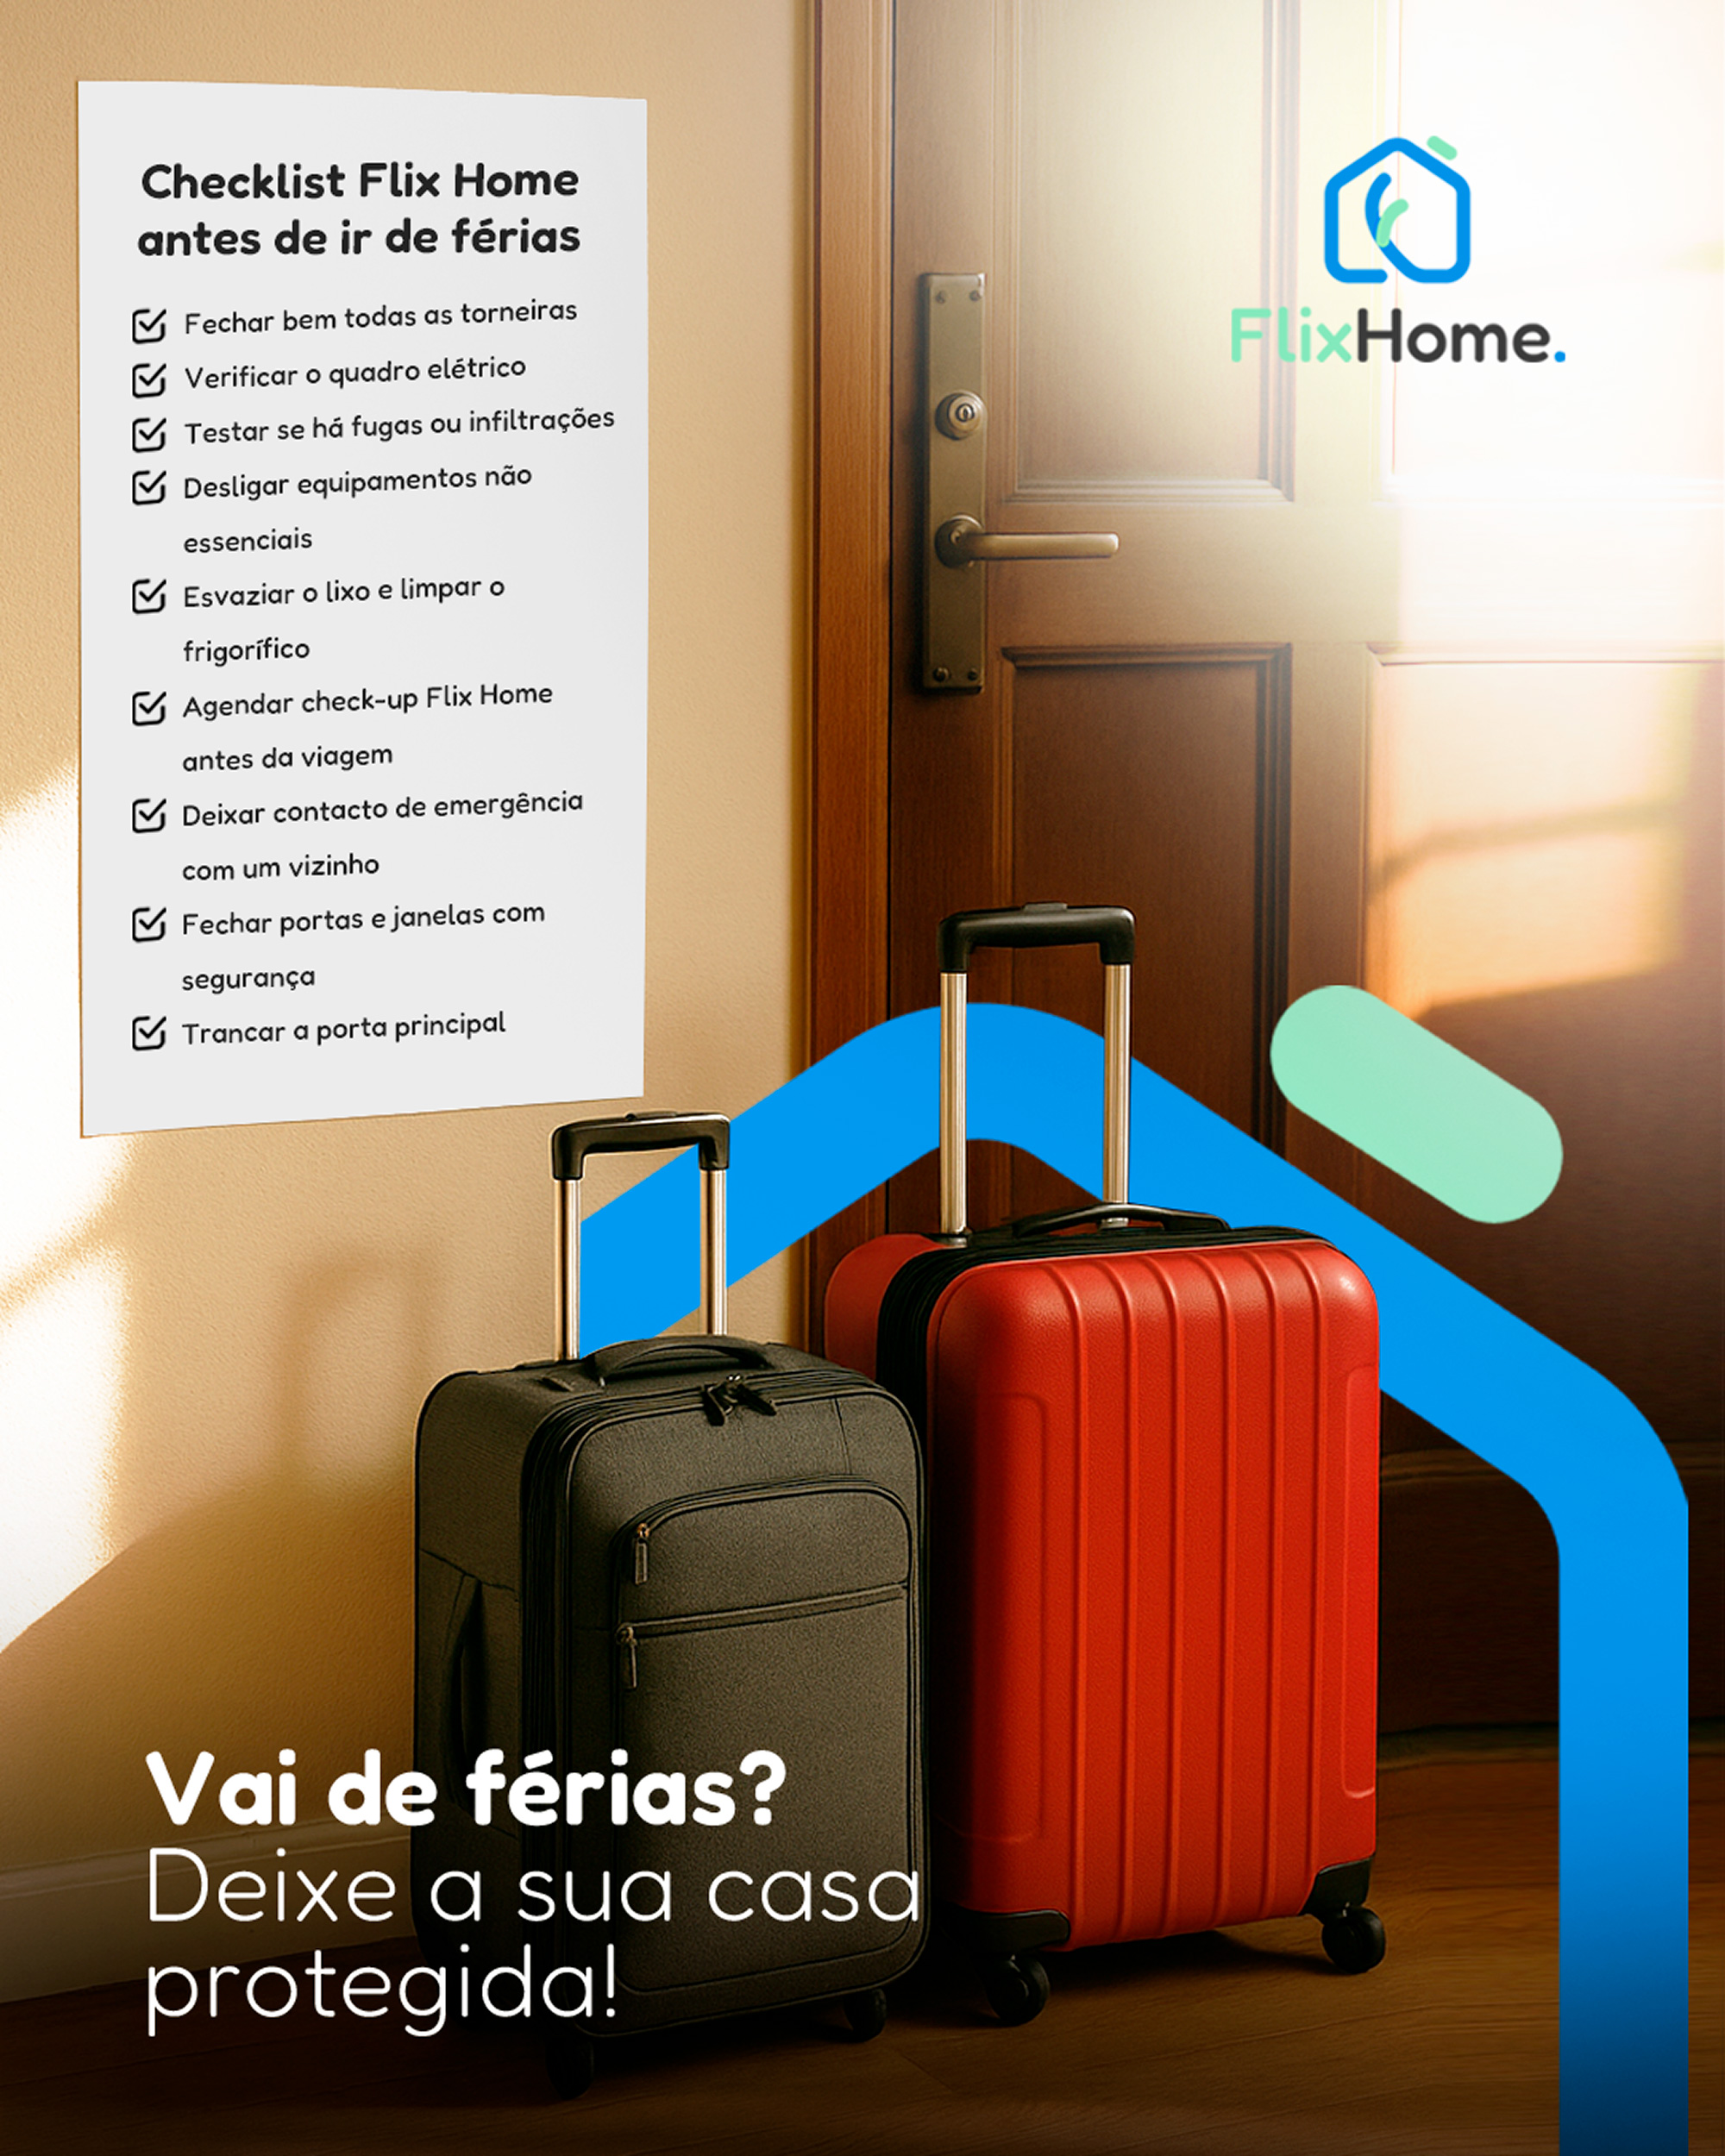 Checklist Flix Home
antes de ir de férias
Fechar bem todas as torneiras
Verificar o quadro elétrico
Testar se há fugas ou infiltrações
Desligar equipamentos não
essenciais
Esvaziar o lixo e limpar o
frigorífico
Agendar check-up Flix Home
antes da viagem
Deixar contacto de emergência
com um vizinho
Fechar portas e janelas com
segurança
Trancar a porta principal
FlixHome.
Vai de férias?
Deixe a sua casa
protegida!